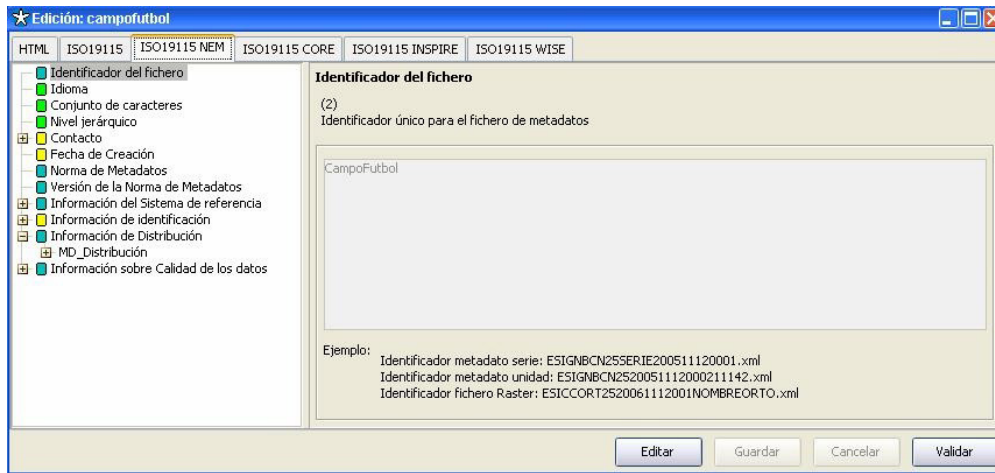 Edición: campofutbol
HTML ISO19115 ISO19115 NEM ISO19115 CORE ISO19115 INSPIRE ISO19115 WISE
Identificador del fichero
Idioma
Conjunto de caracteres
Nivel jerárquico
Contacto
Fecha de Creación
Norma de Metadatos
Versión de la Norma de Metadatos
Información del Sistema de referencia
Información de identificación
Información de Distribución
MD_Distribución
Información sobre Calidad de los datos
Identificador del fichero
(2)
Identificador único para el fichero de metadatos
CampoFutbol
Ejemplo:
Identificador metadato serie: ESIGNBCN25SERIE200511120001.xml
Identificador metadato unidad: ESIGNBCN2520051112000211142.xml
Identificador fichero Raster: ESICCORT2520061112001NOMBREORTO.xml
Editar Guardar Cancelar Validar